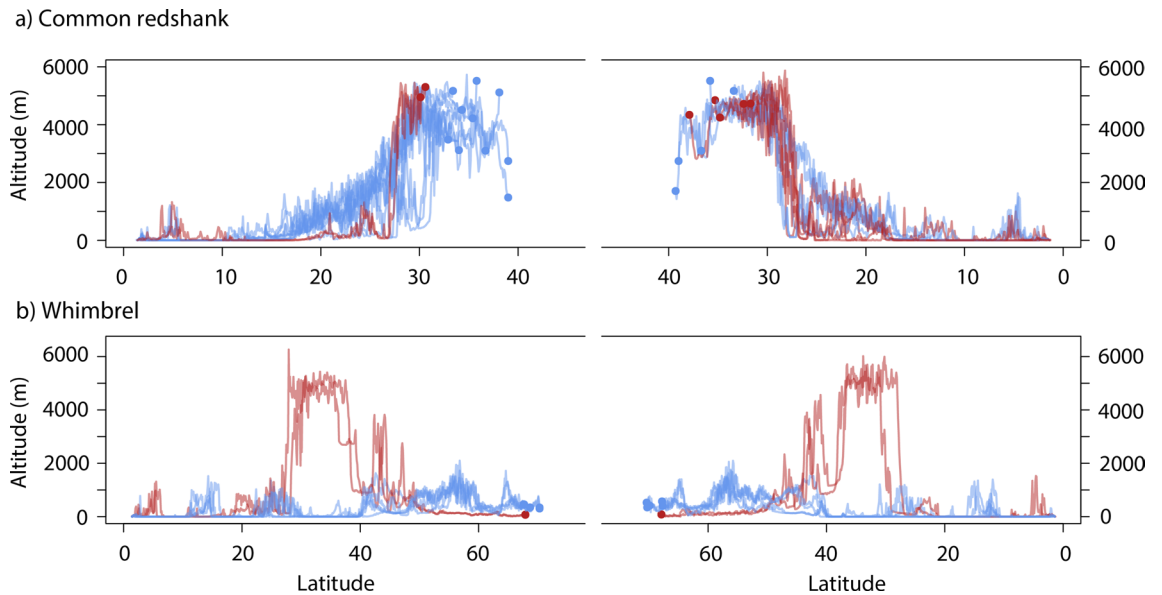 a) Common redshank
6000 6000
4000 4000
2000 2000
0 0
Altitude (m)
0 10 20 30 40 40 30 20 10 0
b) Whimbrel
6000 6000
4000 4000
2000 2000
0 0
Altitude (m)
0 20 40 60 60 40 20 0
Latitude Latitude